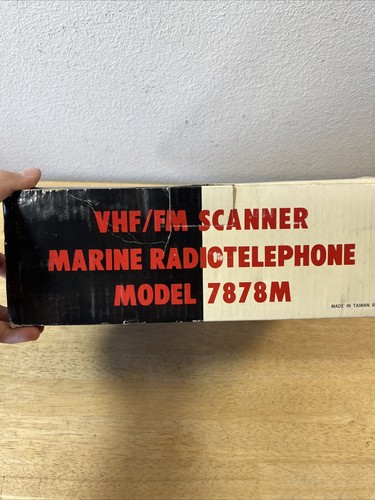 VHF/FM SCANNER
MARINE RADIOTELEPHONE
MODEL 7878M
MADE IN TAIWAN R